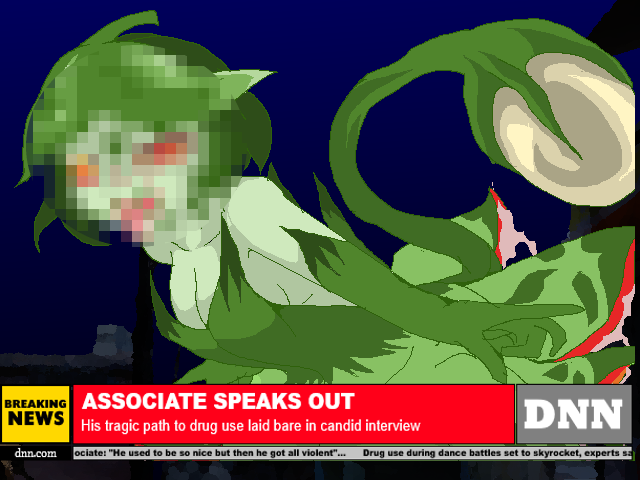 BREAKING
NEWS
ASSOCIATE SPEAKS OUT
His tragic path to drug use laid bare in candid interview
DNN
dnn.com
ociate: "He used to be so nice but then he got all violent"... Drug use during dance battles set to skyrocket, experts sa